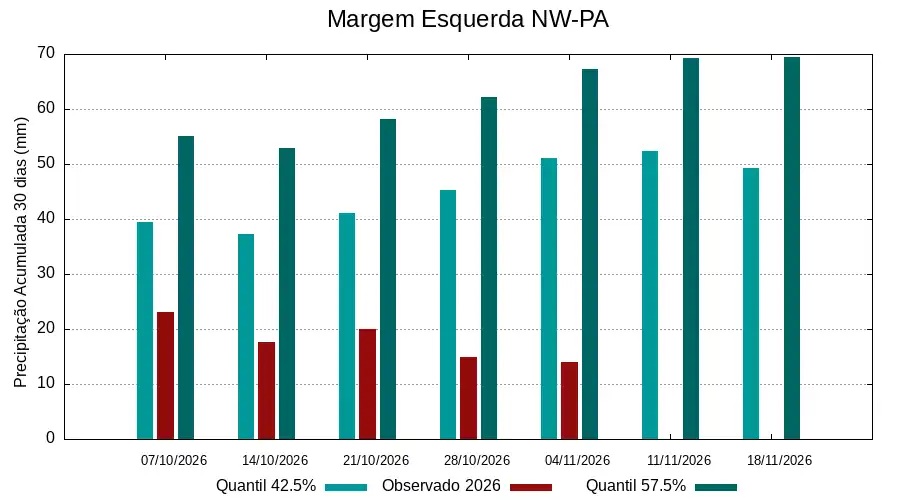 Margem Esquerda NW-PA
Precipitação Acumulada 30 dias (mm)
70
60
50
40
30
20
10
0
07/10/2026 14/10/2026 21/10/2026 28/10/2026 04/11/2026 11/11/2026 18/11/2026
Quantil 42.5% Observado 2026 Quantil 57.5%